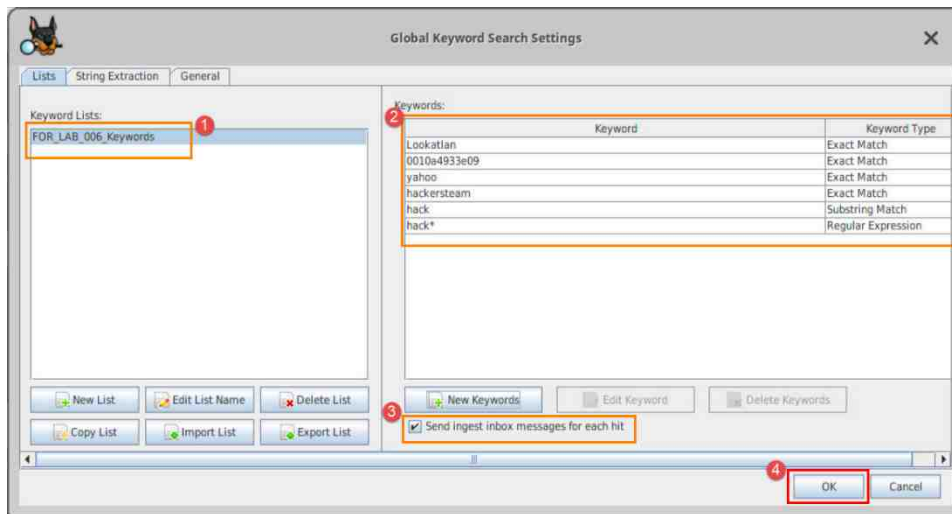 Global Keyword Search Settings
Lists String Extraction General
Keyword Lists:
1
FOR_LAB_006_Keywords
Keywords:
2
Keyword Keyword Type
Lookatlan Exact Match
0010a4933e09 Exact Match
yahoo Exact Match
hackersteam Exact Match
hack Substring Match
hack* Regular Expression
New List Edit List Name Delete List
Copy List Import List Export List
New Keywords Edit Keyword Delete Keywords
3
Send ingest inbox messages for each hit
4
OK Cancel